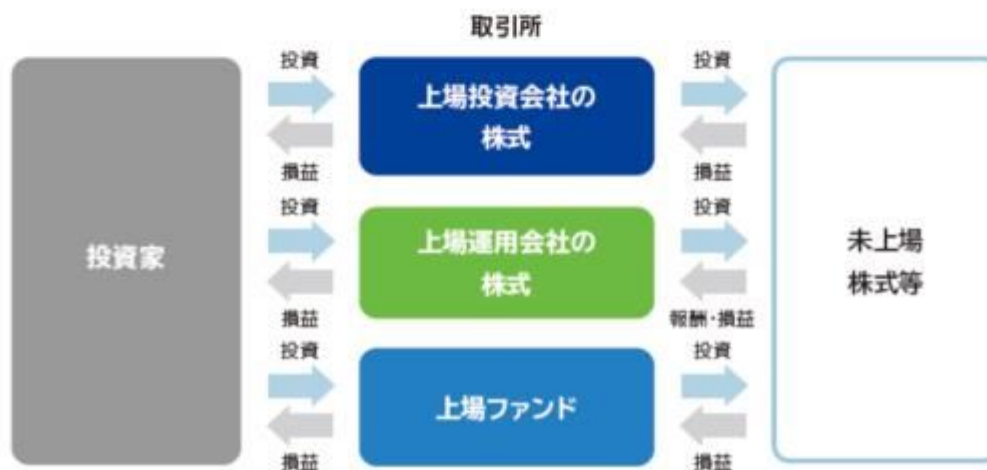 取引所
投資家
投資
損益
上場投資会社の
株式
投資
損益
投資
損益
上場運用会社の
株式
投資
報酬・損益
投資
損益
上場ファンド
投資
損益
未上場
株式等